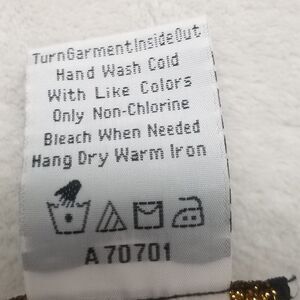 TurnGarmentInsideOut
Hand Wash Cold
With Like Colors
Only Non-Chlorine
Bleach When Needed
Hang Dry Warm Iron
A70701